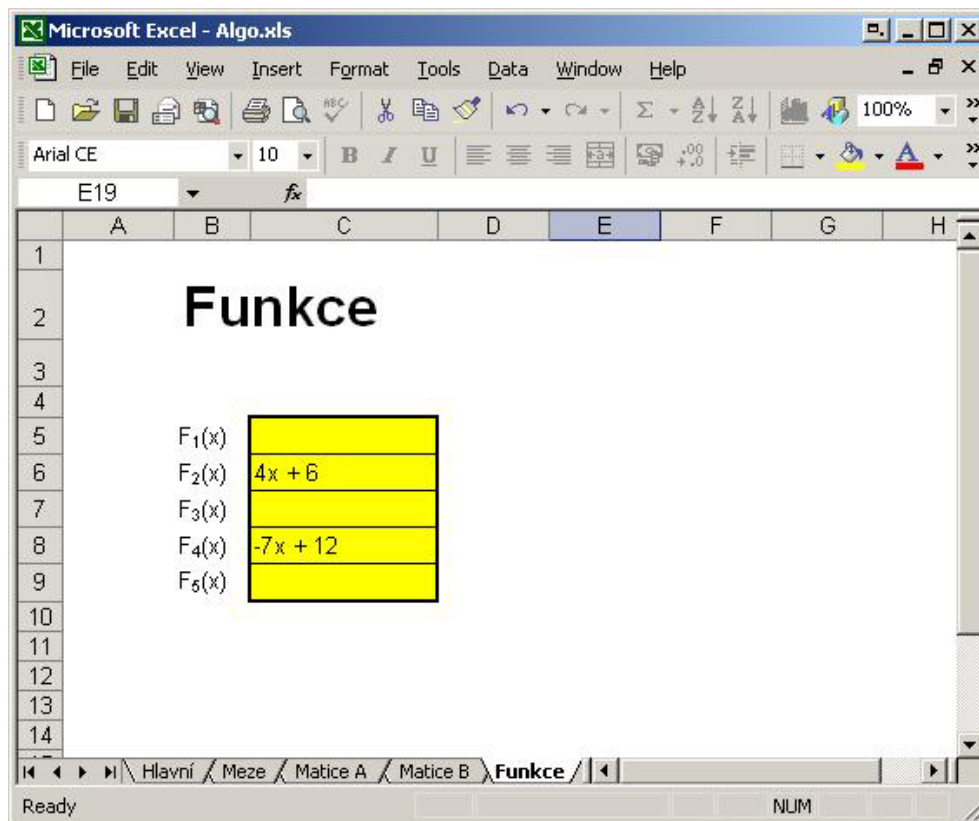 Microsoft Excel - Algo.xls
File Edit View Insert Format Tools Data Window Help
100%
Arial CE 10 B I U
E19 fx
A B C D E F G H
1
2 Funkce
3
4
5 F₁(x)
6 F₂(x) 4x + 6
7 F₃(x)
8 F₄(x) -7x + 12
9 F₅(x)
10
11
12
13
14
Hlavní Meze Matice A Matice B Funkce
Ready NUM